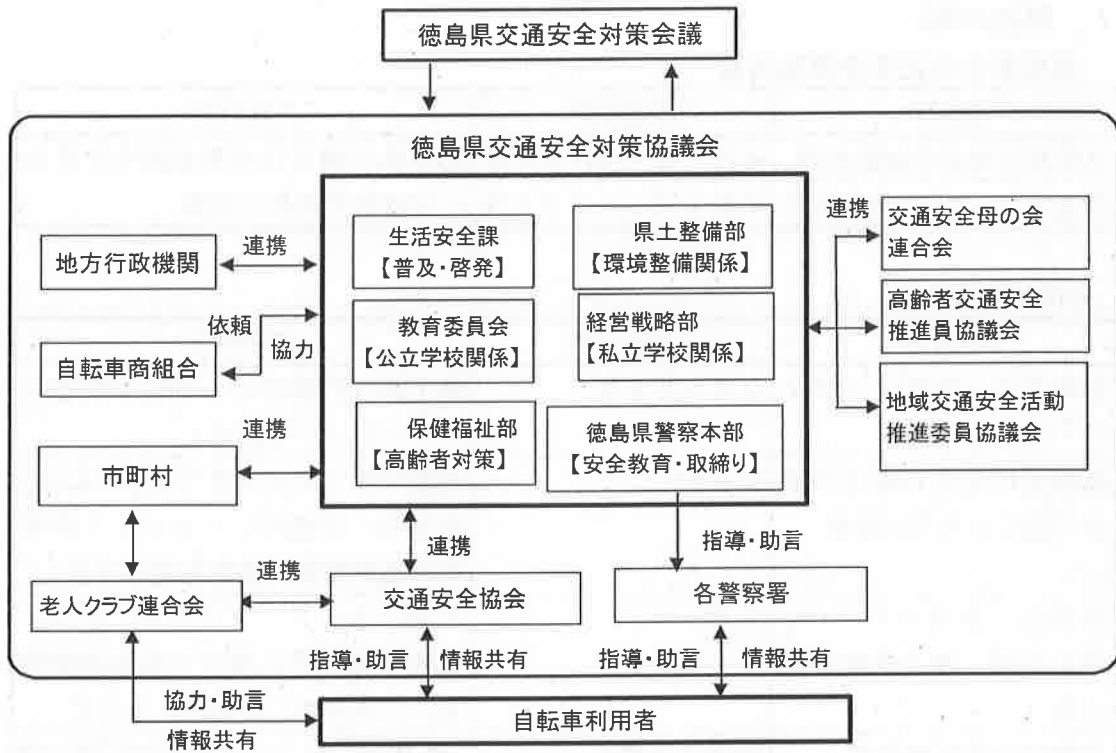 徳島県交通安全対策会議
徳島県交通安全対策協議会
地方行政機関
連携
自転車商組合
依頼
協力
市町村
連携
老人クラブ連合会
連携
生活安全課
【普及・啓発】
県土整備部
【環境整備関係】
教育委員会
【公立学校関係】
経営戦略部
【私立学校関係】
保健福祉部
【高齢者対策】
徳島県警察本部
【安全教育・取締り】
連携
交通安全母の会
連合会
高齢者交通安全
推進員協議会
地域交通安全活動
推進委員協議会
連携
指導・助言
交通安全協会
各警察署
指導・助言
情報共有
指導・助言
情報共有
協力・助言
情報共有
自転車利用者